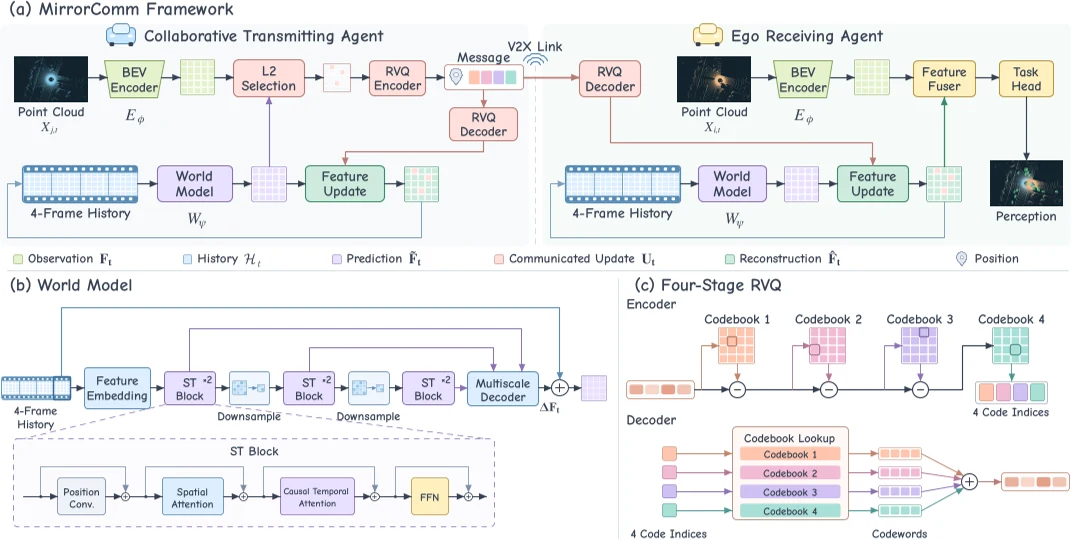 (a) MirrorComm Framework
Collaborative Transmitting Agent
V2X Link
Ego Receiving Agent
BEV
Encoder
L2
Selection
RVQ
Encoder
Message
RVQ
Decoder
BEV
Encoder
Feature
Fuser
Task
Head
Point Cloud
X_{j,t}
E_ϕ
RVQ
Decoder
Point Cloud
X_{i,t}
E_ϕ
World
Model
Feature
Update
World
Model
Feature
Update
4-Frame History
W_ψ
4-Frame History
W_ψ
Perception
Observation F_t
History ℋ_t
Prediction F̃_t
Communicated Update U_t
Reconstruction F̂_t
Position
(b) World Model
Feature
Embedding
ST ×2
Block
ST ×2
Block
ST ×2
Block
Multiscale
Decoder
ΔF_t
4-Frame
History
Downsample
Downsample
ST Block
Position
Conv.
Spatial
Attention
Causal Temporal
Attention
FFN
(c) Four-Stage RVQ
Encoder
Codebook 1
Codebook 2
Codebook 3
Codebook 4
4 Code Indices
Decoder
Codebook Lookup
Codebook 1
Codebook 2
Codebook 3
Codebook 4
4 Code Indices
Codewords